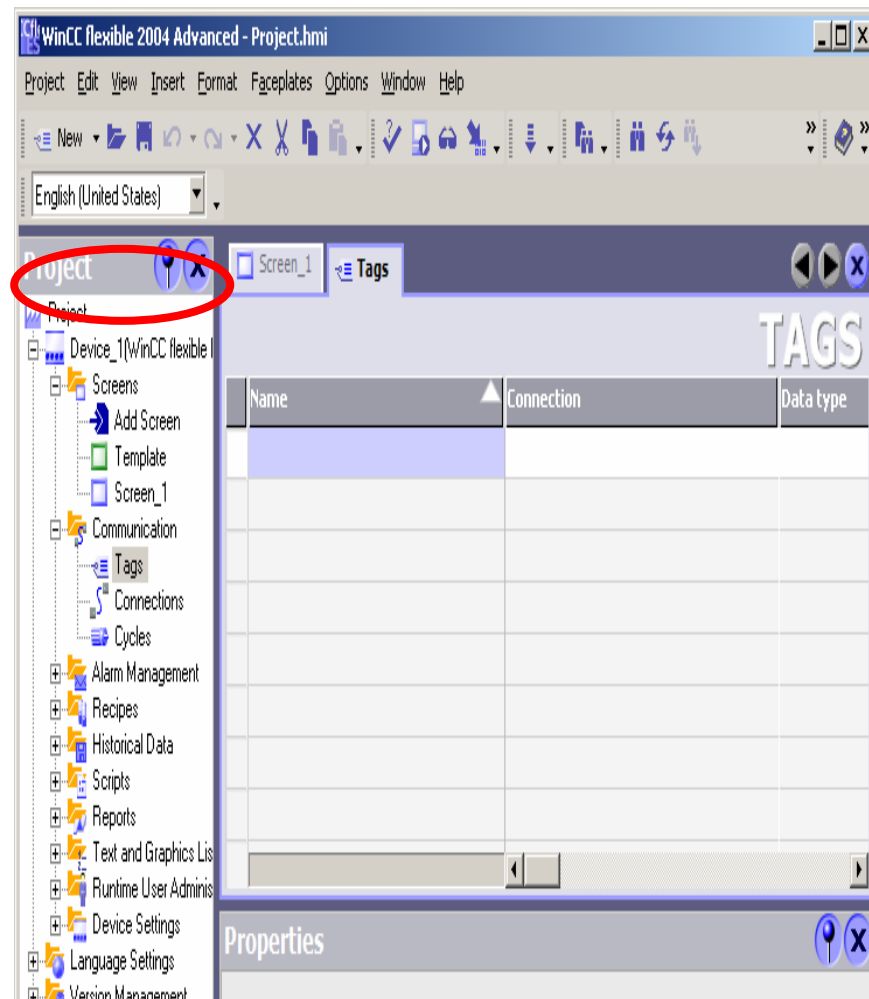 WinCC flexible 2004 Advanced - Project.hmi
Project Edit View Insert Format Faceplates Options Window Help
New
English (United States)
Project
Screen_1
Tags
Project
TAGS
Device_1(WinCC flexible
Screens
Name
Connection
Data type
Add Screen
Template
Screen_1
Communication
Tags
Connections
Cycles
Alarm Management
Recipes
Historical Data
Scripts
Reports
Text and Graphics Lis
Runtime User Adminis
Device Settings
Properties
Language Settings
Version Management